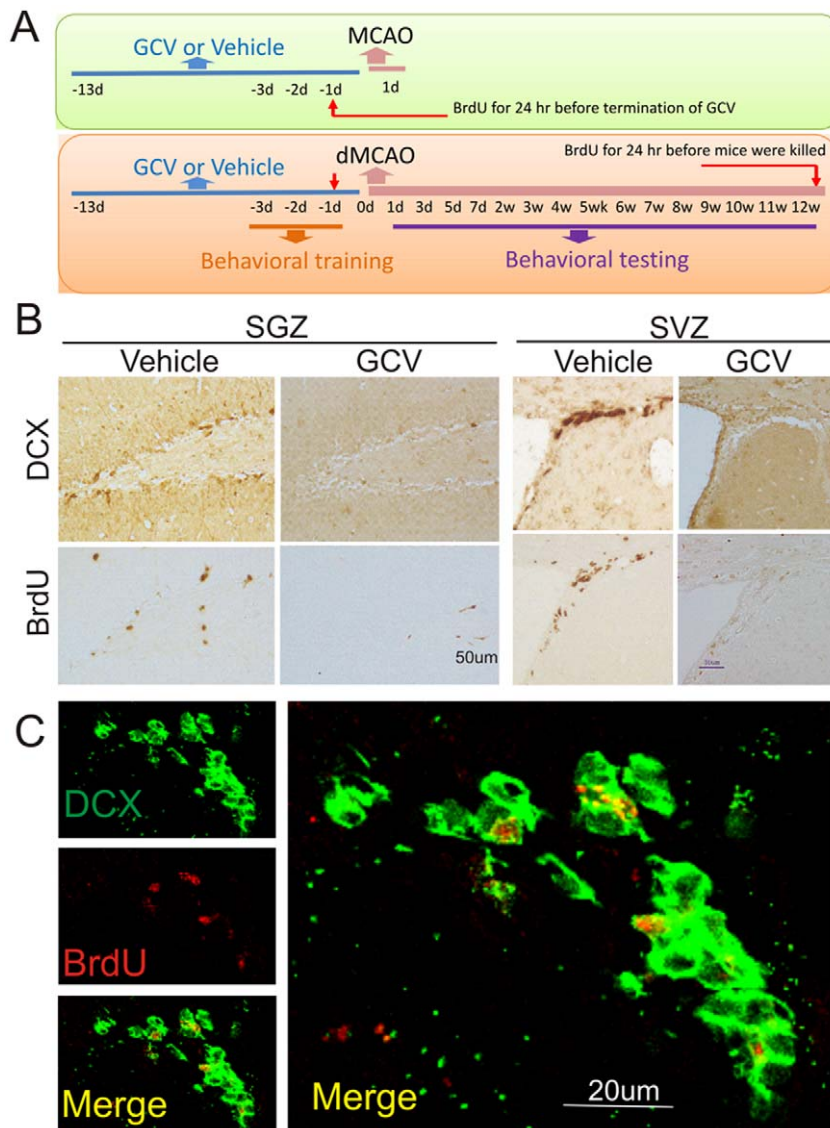 A
GCV or Vehicle
MCAO
-13d -3d -2d -1d 1d
BrdU for 24 hr before termination of GCV
BrdU for 24 hr before mice were killed
GCV or Vehicle
dMCAO
-13d -3d -2d -1d 0d 1d 3d 5d 7d 2w 3w 4w 5wk 6w 7w 8w 9w 10w 11w 12w
Behavioral training
Behavioral testing
B
SGZ
SVZ
Vehicle
GCV
Vehicle
GCV
DCX
BrdU
50um
50um
C
DCX
BrdU
Merge
Merge
20um